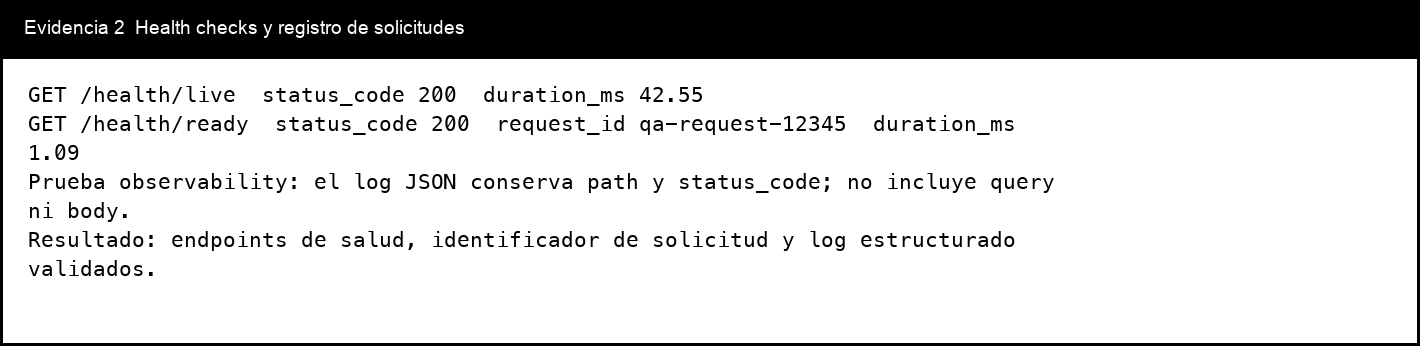 Evidencia 2  Health checks y registro de solicitudes
GET /health/live  status_code 200  duration_ms 42.55
GET /health/ready  status_code 200  request_id qa-request-12345  duration_ms
1.09
Prueba observability: el log JSON conserva path y status_code; no incluye query
ni body.
Resultado: endpoints de salud, identificador de solicitud y log estructurado
validados.